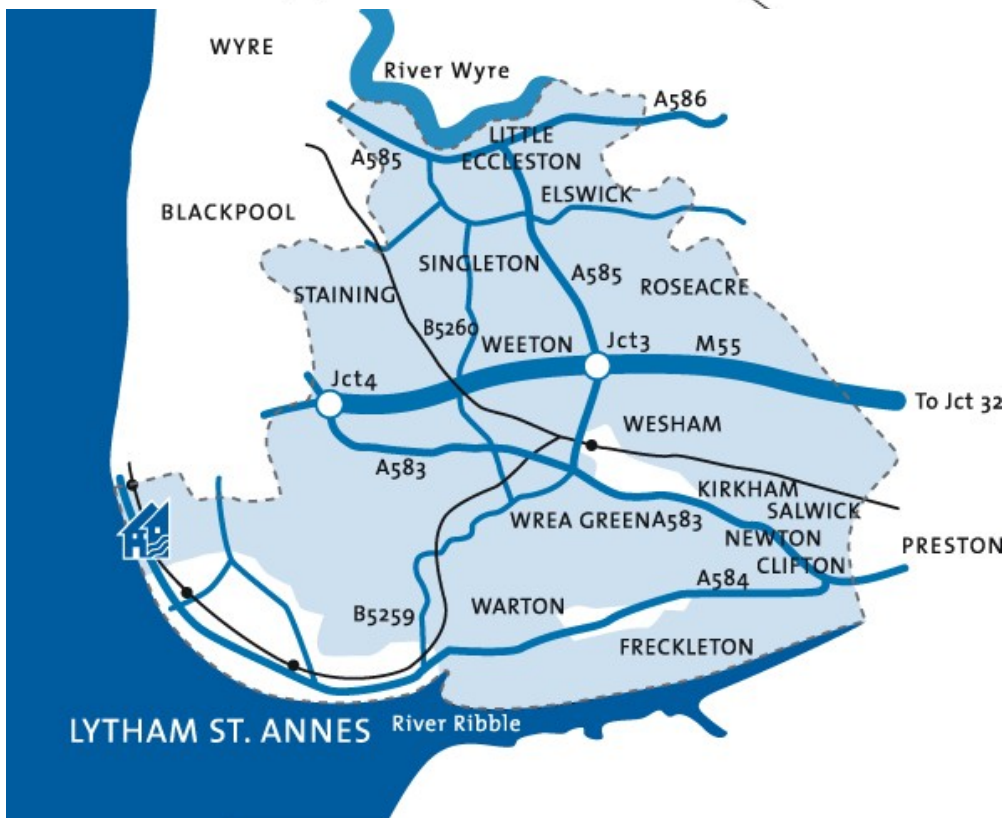 WYRE
River Wyre
A586
A585
LITTLE
ECCLESTON
ELSWICK
BLACKPOOL
SINGLETON
A585
ROSEACRE
STAINING
B5260
WEETON
Jct3
M55
Jct4
To Jct 32
WESHAM
A583
KIRKHAM
SALWICK
WREA GREEN
A583
NEWTON
PRESTON
CLIFTON
A584
B5259
WARTON
FRECKLETON
LYTHAM ST. ANNES
River Ribble